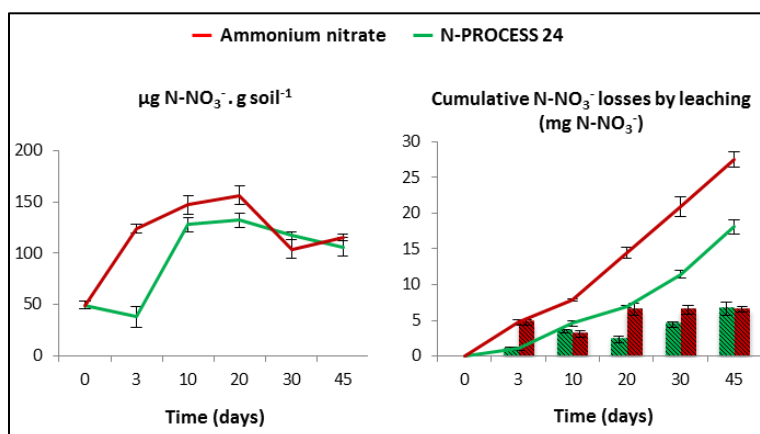 Ammonium nitrate N-PROCESS 24
µg N-NO₃⁻ . g soil⁻¹
200
150
100
50
0
0 3 10 20 30 45
Time (days)
Cumulative N-NO₃⁻ losses by leaching
(mg N-NO₃⁻)
30
25
20
15
10
5
0
0 3 10 20 30 45
Time (days)